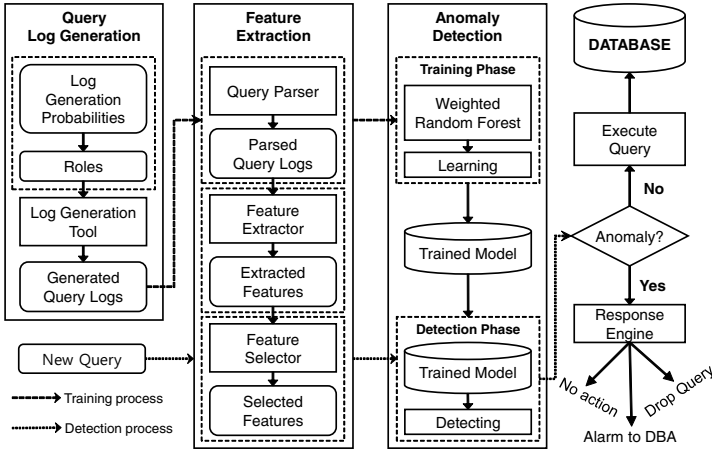 Query
Log Generation
Log
Generation
Probabilities
Roles
Log Generation
Tool
Generated
Query Logs
New Query
Training process
Detection process
Feature
Extraction
Query Parser
Parsed
Query Logs
Feature
Extractor
Extracted
Features
Feature
Selector
Selected
Features
Anomaly
Detection
Training Phase
Weighted
Random Forest
Learning
Trained Model
Detection Phase
Trained Model
Detecting
DATABASE
Execute
Query
No
Anomaly?
Yes
Response
Engine
No action
Drop Query
Alarm to DBA